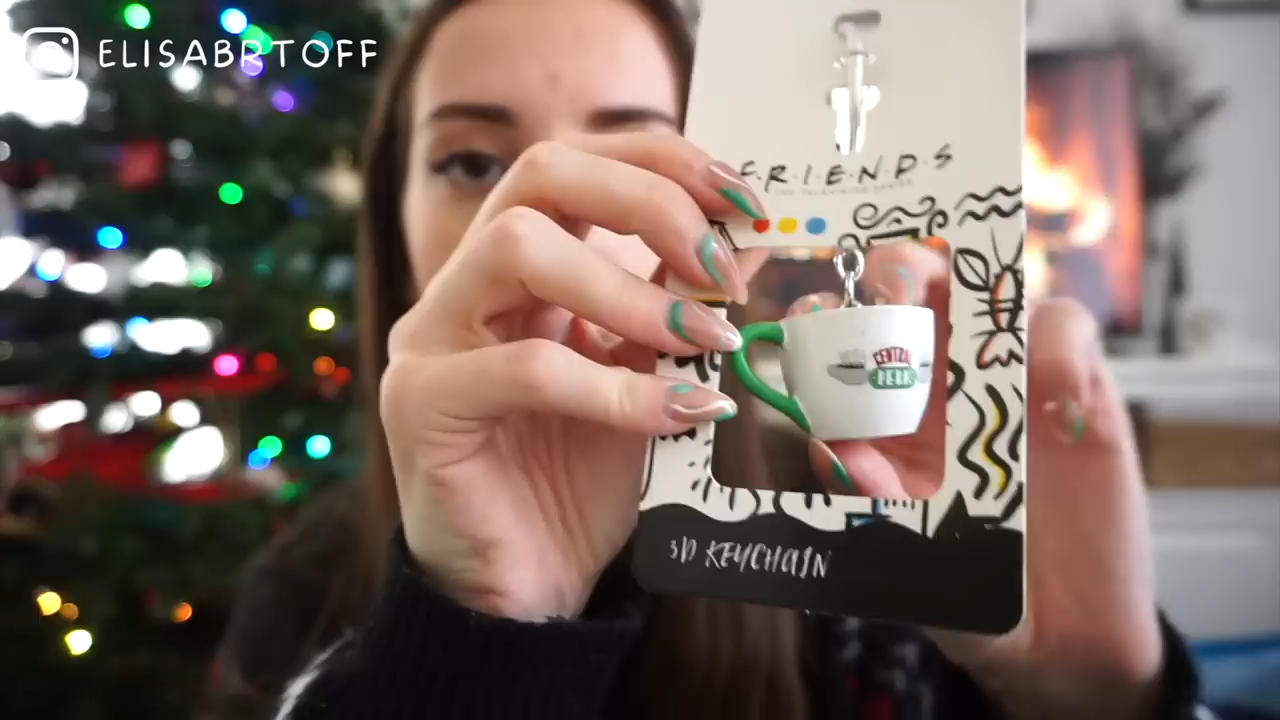 ELISABRTOFF
F·R·I·E·N·D·S
THE TELEVISION SERIES
CENTRAL
PERK
3D KEYCHAIN